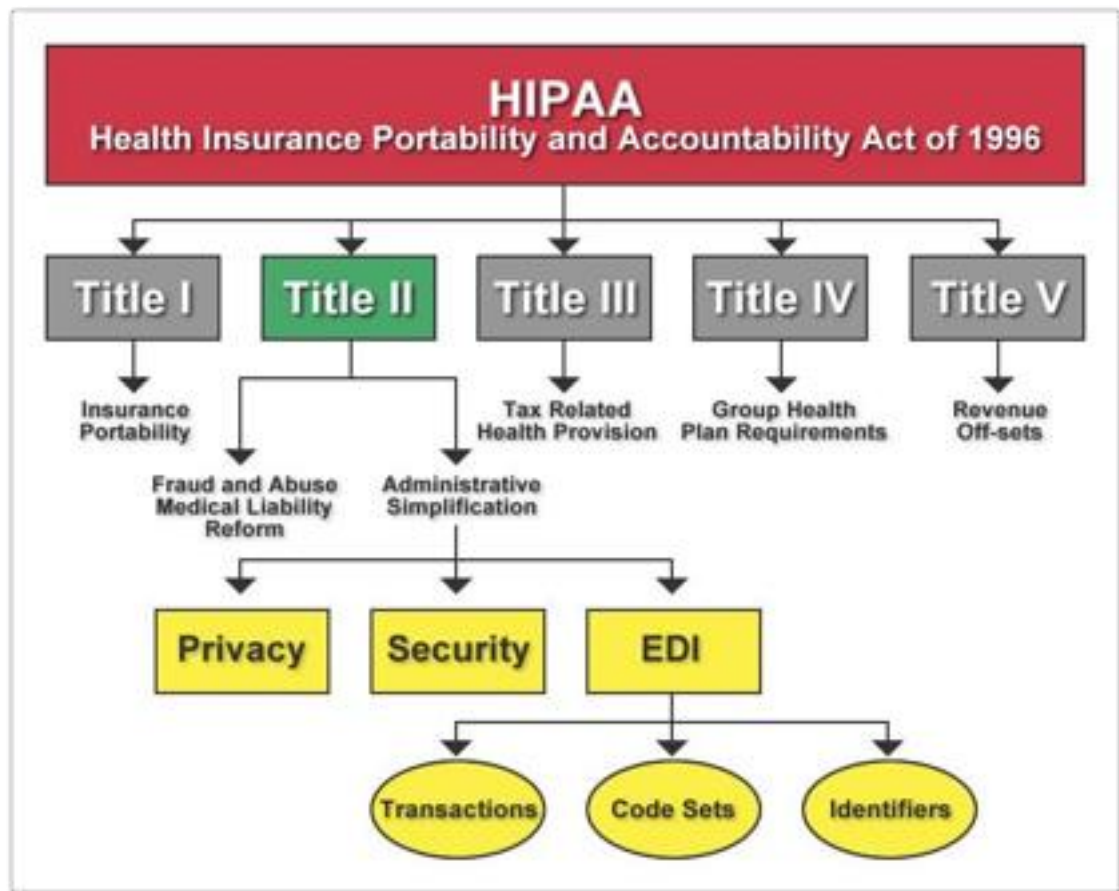 HIPAA
Health Insurance Portability and Accountability Act of 1996
Title I
Title II
Title III
Title IV
Title V
Insurance
Portability
Tax Related
Health Provision
Group Health
Plan Requirements
Revenue
Off-sets
Fraud and Abuse
Medical Liability
Reform
Administrative
Simplification
Privacy
Security
EDI
Transactions
Code Sets
Identifiers